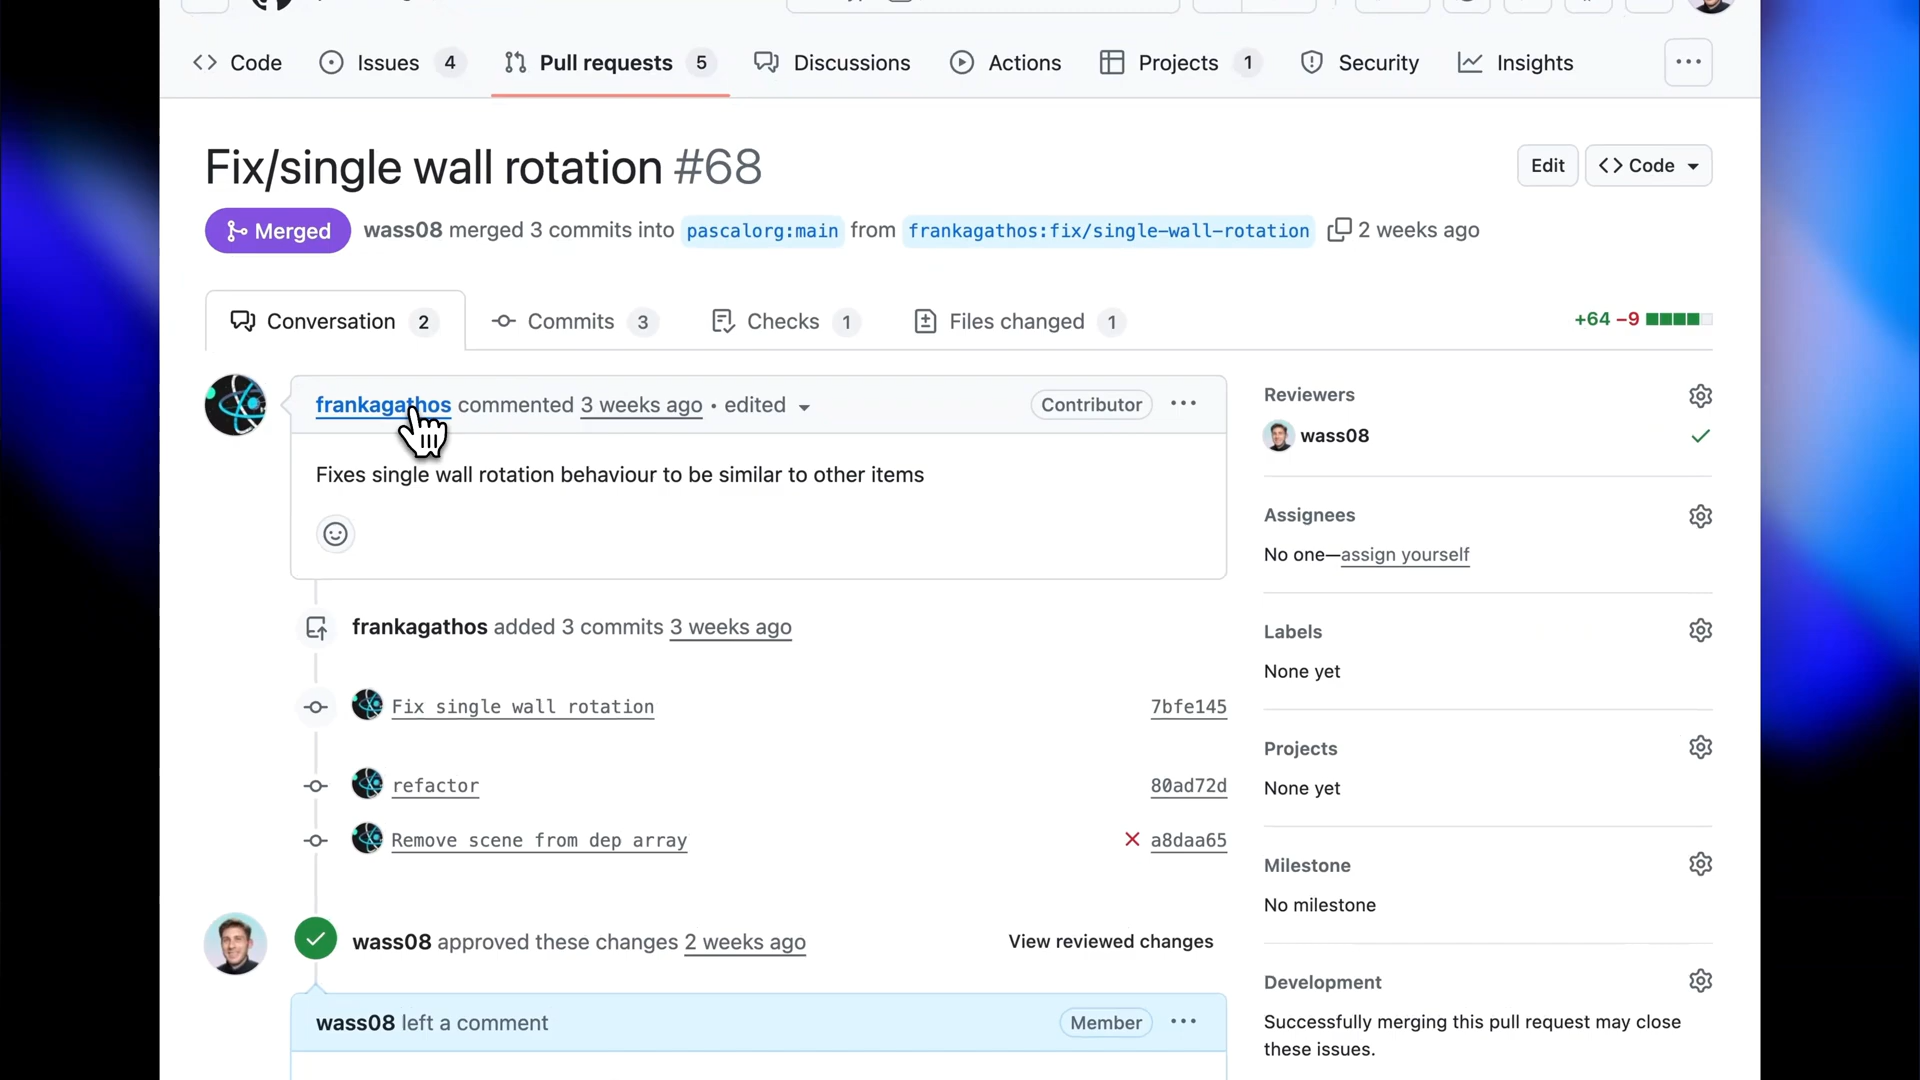 Code
Issues 4
Pull requests 5
Discussions
Actions
Projects 1
Security
Insights
Fix/single wall rotation #68
Edit
Code
Merged
wass08 merged 3 commits into pascalorg:main from frankagathos:fix/single-wall-rotation 2 weeks ago
Conversation 2
Commits 3
Checks 1
Files changed 1
+64 −9
frankagathos commented 3 weeks ago • edited
Contributor
Fixes single wall rotation behaviour to be similar to other items
frankagathos added 3 commits 3 weeks ago
Fix single wall rotation 7bfe145
refactor 80ad72d
Remove scene from dep array a8daa65
wass08 approved these changes 2 weeks ago
View reviewed changes
wass08 left a comment
Member
Reviewers
wass08
Assignees
No one—assign yourself
Labels
None yet
Projects
None yet
Milestone
No milestone
Development
Successfully merging this pull request may close
these issues.